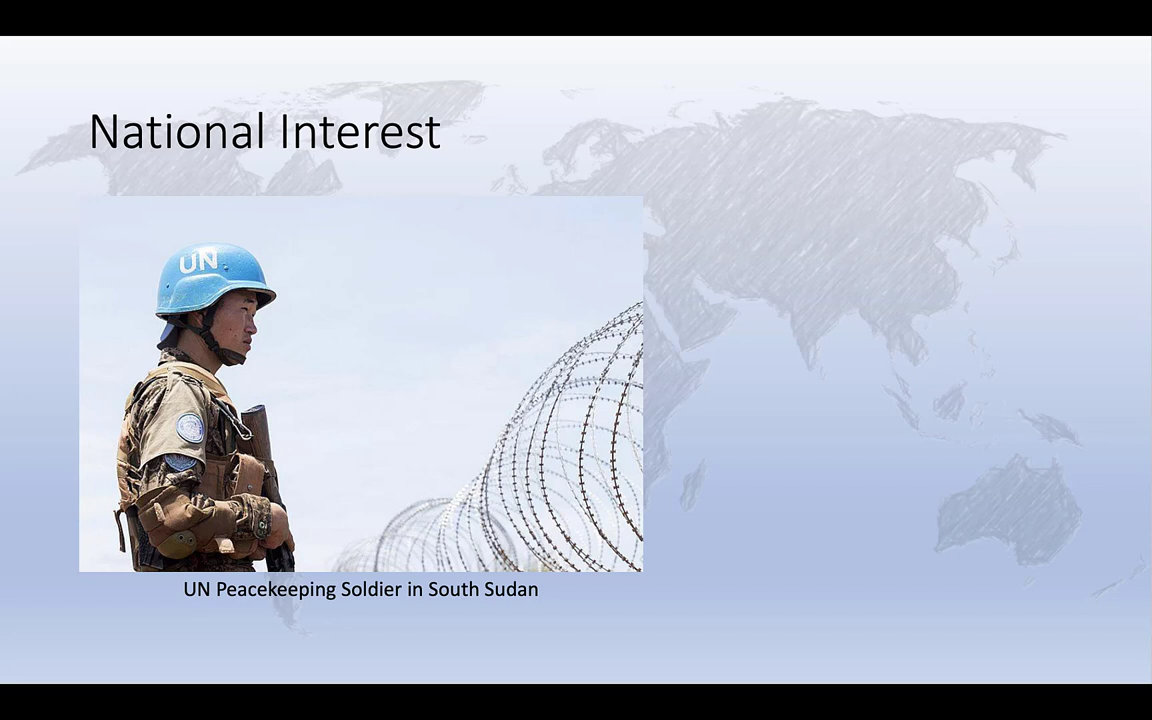 National Interest
UN
UN Peacekeeping Soldier in South Sudan